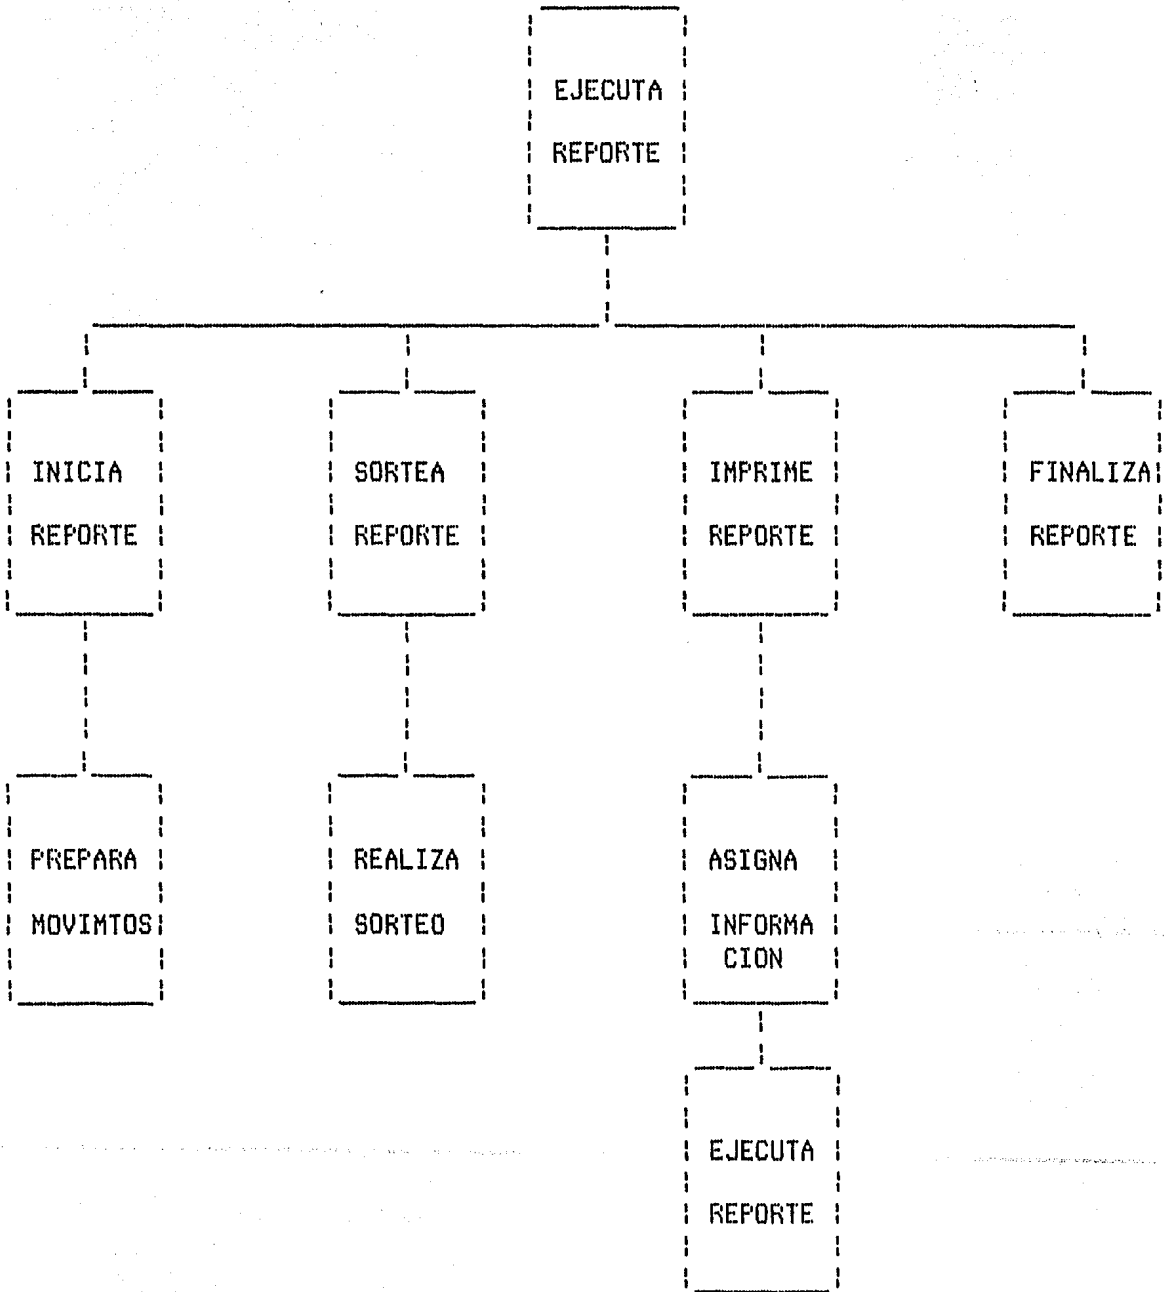 EJECUTA
REPORTE
INICIA
REPORTE
SORTEA
REPORTE
IMPRIME
REPORTE
FINALIZA
REPORTE
PREPARA
MOVIMTOS
REALIZA
SORTEO
ASIGNA
INFORMA
CION
EJECUTA
REPORTE